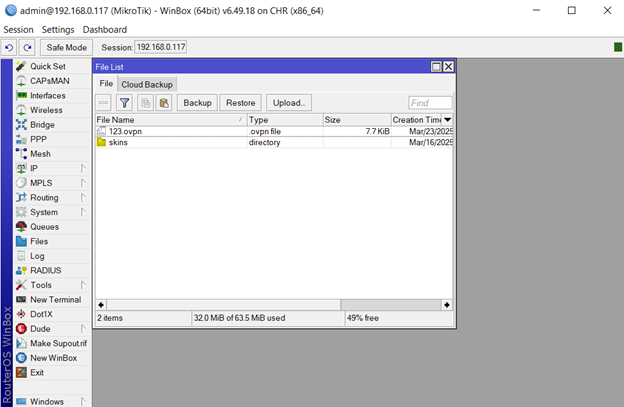 admin@192.168.0.117 (MikroTik) - WinBox (64bit) v6.49.18 on CHR (x86_64)
Session Settings Dashboard
Safe Mode Session: 192.168.0.117
Quick Set
CAPsMAN
Interfaces
Wireless
Bridge
PPP
Mesh
IP
MPLS
Routing
System
Queues
Files
Log
RADIUS
Tools
New Terminal
Dot1X
Dude
Make Supout.rif
New WinBox
Exit
Windows
RouterOS WinBox
File List
File Cloud Backup
Backup Restore Upload... Find
File Name Type Size Creation Time
123.ovpn .ovpn file 7.7 KiB Mar/23/2025
skins directory Mar/16/2025
2 items 32.0 MiB of 63.5 MiB used 49% free